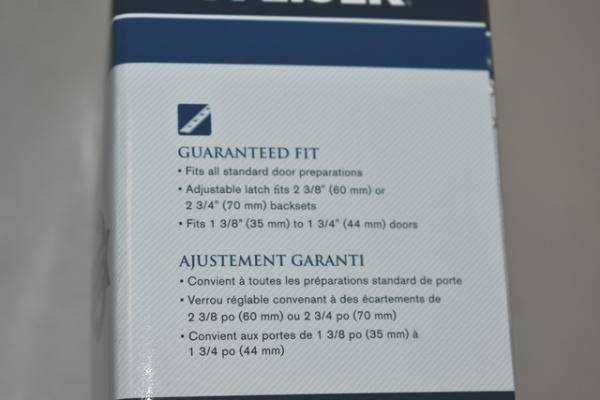 GUARANTEED FIT
• Fits all standard door preparations
• Adjustable latch fits 2 3/8" (60 mm) or
2 3/4" (70 mm) backsets
• Fits 1 3/8" (35 mm) to 1 3/4" (44 mm) doors
AJUSTEMENT GARANTI
• Convient à toutes les préparations standard de porte
• Verrou réglable convenant à des écartements de
2 3/8 po (60 mm) ou 2 3/4 po (70 mm)
• Convient aux portes de 1 3/8 po (35 mm) à
1 3/4 po (44 mm)